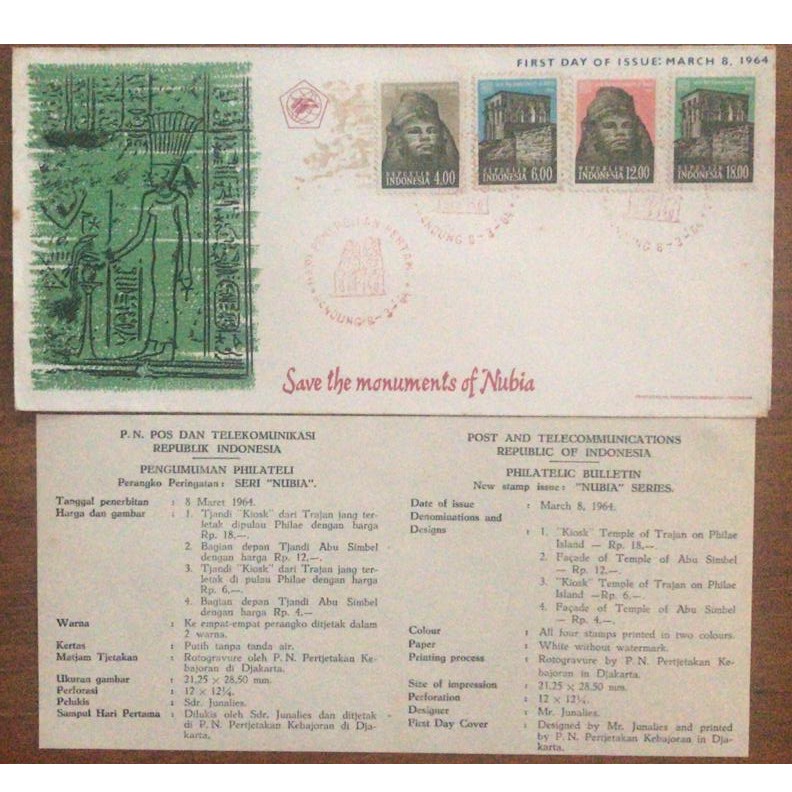 FIRST DAY OF ISSUE: MARCH 8, 1964
REPUBLIK
INDONESIA 4.00
REPUBLIK
INDONESIA 6.00
REPUBLIK
INDONESIA 12.00
REPUBLIK
INDONESIA 18.00
BANDUNG 8-3-64
Save the monuments of Nubia
P. N. POS DAN TELEKOMUNIKASI
REPUBLIK INDONESIA
PENGUMUMAN PHILATELI
Perangko Peringatan : SERI "NUBIA".
Tanggal penerbitan : 8 Maret 1964.
Harga dan gambar : 1. Tjandi "Kiosk" dari Trajan jang ter-
letak dipulau Philae dengan harga
Rp. 18,—.
2. Bagian depan Tjandi Abu Simbel
dengan harga Rp. 12,—.
3. Tjandi "Kiosk" dari Trajan jang ter-
letak di pulau Philae dengan harga
Rp. 6,—.
4. Bagian depan Tjandi Abu Simbel
dengan harga Rp. 4.—
Warna : Ke empat-empat perangko ditjetak dalam
2 warna.
Kertas : Putih tanpa tanda air.
Matjam Tjetakan : Rotogravure oleh P. N. Pertjetakan Ke-
bajoran di Djakarta.
Ukuran gambar : 21,25 × 28,50 mm.
Perforasi : 12 × 12¼.
Pelukis : Sdr. Junalies.
Sampul Hari Pertama : Dilukis oleh Sdr. Junalies dan ditjetak
di P. N. Pertjetakan Kebajoran di Dja-
karta.
POST AND TELECOMMUNICATIONS
REPUBLIC OF INDONESIA
PHILATELIC BULLETIN
New stamp issue : "NUBIA" SERIES.
Date of issue : March 8, 1964.
Denominations and
Designs : 1. "Kiosk" Temple of Trajan on Philae
Island — Rp. 18,—.
2. Façade of Temple of Abu Simbel
— Rp. 12,—.
3. "Kiosk" Temple of Trajan on Philae
Island —Rp. 6,—.
4. Façade of Temple of Abu Simbel
— Rp. 4,—.
Colour : All four stamps printed in two colours.
Paper : White without watermark.
Printing process : Rotogravure by P. N. Pertjetakan Ke-
bajoran in Djakarta.
Size of impression : 21,25 × 28,50 mm.
Perforation : 12 × 12¼.
Designer : Mr. Junalies.
First Day Cover : Designed by Mr. Junalies and printed
by P. N. Pertjetakan Kebajoran in Dja-
karta.